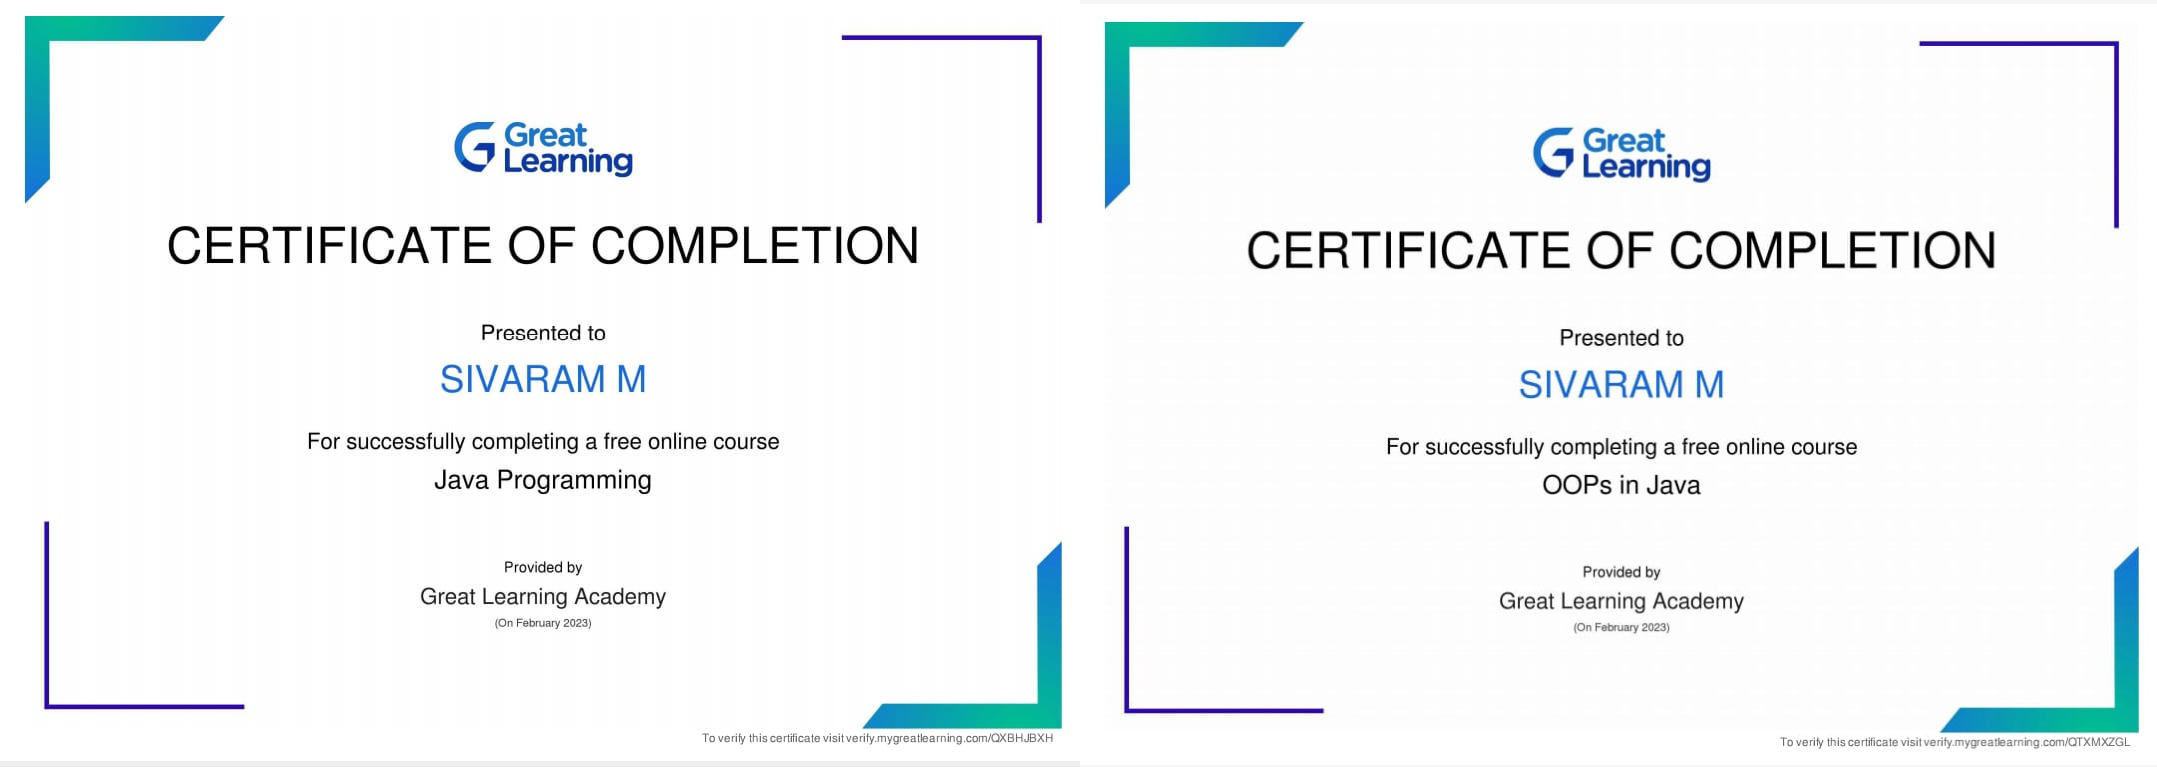 Great
Learning
CERTIFICATE OF COMPLETION
Presented to
SIVARAM M
For successfully completing a free online course
Java Programming
Provided by
Great Learning Academy
(On February 2023)
To verify this certificate visit verify.mygreatlearning.com/QXBHJBXH
Great
Learning
CERTIFICATE OF COMPLETION
Presented to
SIVARAM M
For successfully completing a free online course
OOPs in Java
Provided by
Great Learning Academy
(On February 2023)
To verify this certificate visit verify.mygreatlearning.com/QTXMXZGL